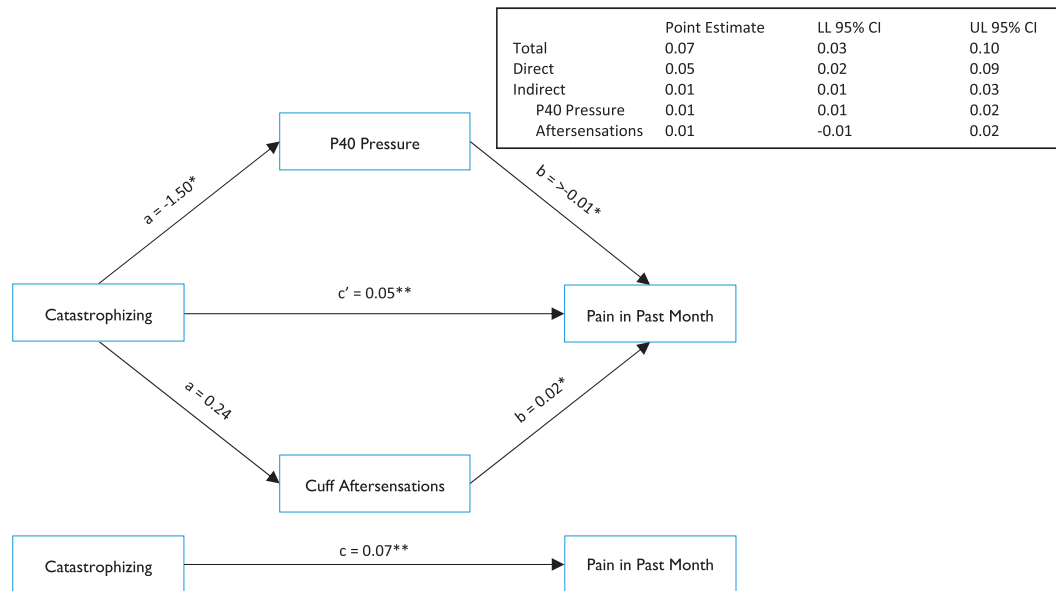 Point Estimate LL 95% CI UL 95% CI
Total 0.07 0.03 0.10
Direct 0.05 0.02 0.09
Indirect 0.01 0.01 0.03
P40 Pressure 0.01 0.01 0.02
Aftersensations 0.01 -0.01 0.02
P40 Pressure
a = -1.50*
b = >-0.01*
Catastrophizing
c’ = 0.05**
Pain in Past Month
a = 0.24
b = 0.02*
Cuff Aftersensations
Catastrophizing
c = 0.07**
Pain in Past Month